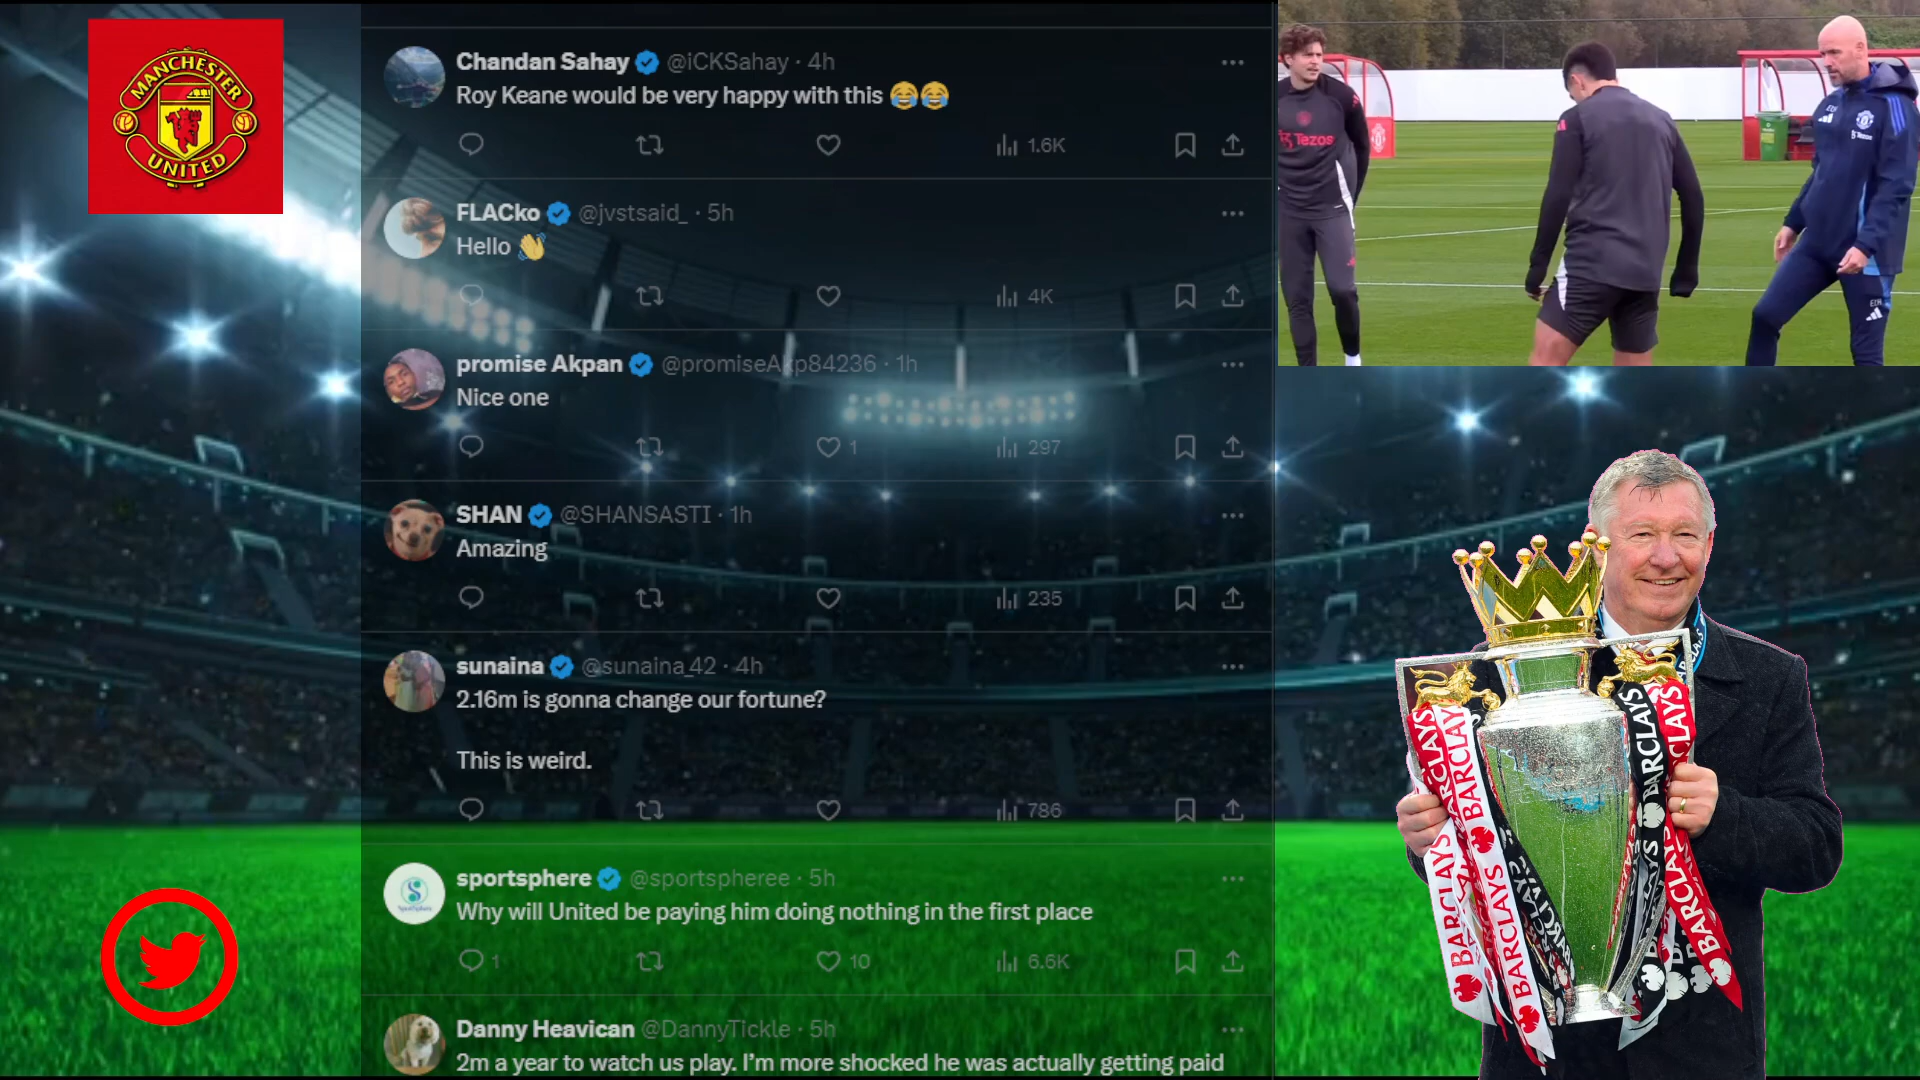 MANCHESTER
UNITED
Chandan Sahay @iCKSahay · 4h
Roy Keane would be very happy with this 😂😂
1.6K
FLACko @jvstsaid_ · 5h
Hello 👋
4K
promise Akpan @promiseAkp84236 · 1h
Nice one
1 297
SHAN @SHANSASTI · 1h
Amazing
235
sunaina @sunaina_42 · 4h
2.16m is gonna change our fortune?
This is weird.
786
sportsphere @sportspheree · 5h
Why will United be paying him doing nothing in the first place
1 10 6.6K
Danny Heavican @DannyTickle · 5h
2m a year to watch us play. I'm more shocked he was actually getting paid
Tezos
BARCLAYS
BARCLAY
BARCLAYS
CLAYS
BARCLAYS
BARCLAYS
BARCLAYS
BARCLAYS